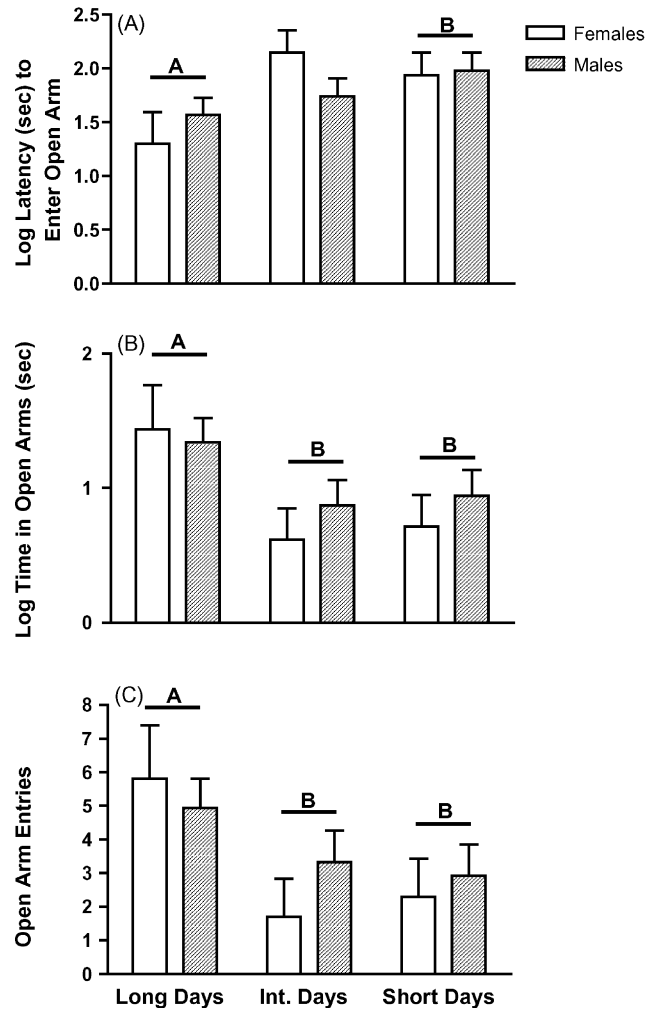 (A)
Log Latency (sec) to
Enter Open Arm
2.5
2.0
1.5
1.0
0.5
0.0
A
B
Females
Males
(B)
Log Time in Open Arms (sec)
2
1
0
A
B
B
(C)
Open Arm Entries
8
7
6
5
4
3
2
1
0
A
B
B
Long Days
Int. Days
Short Days